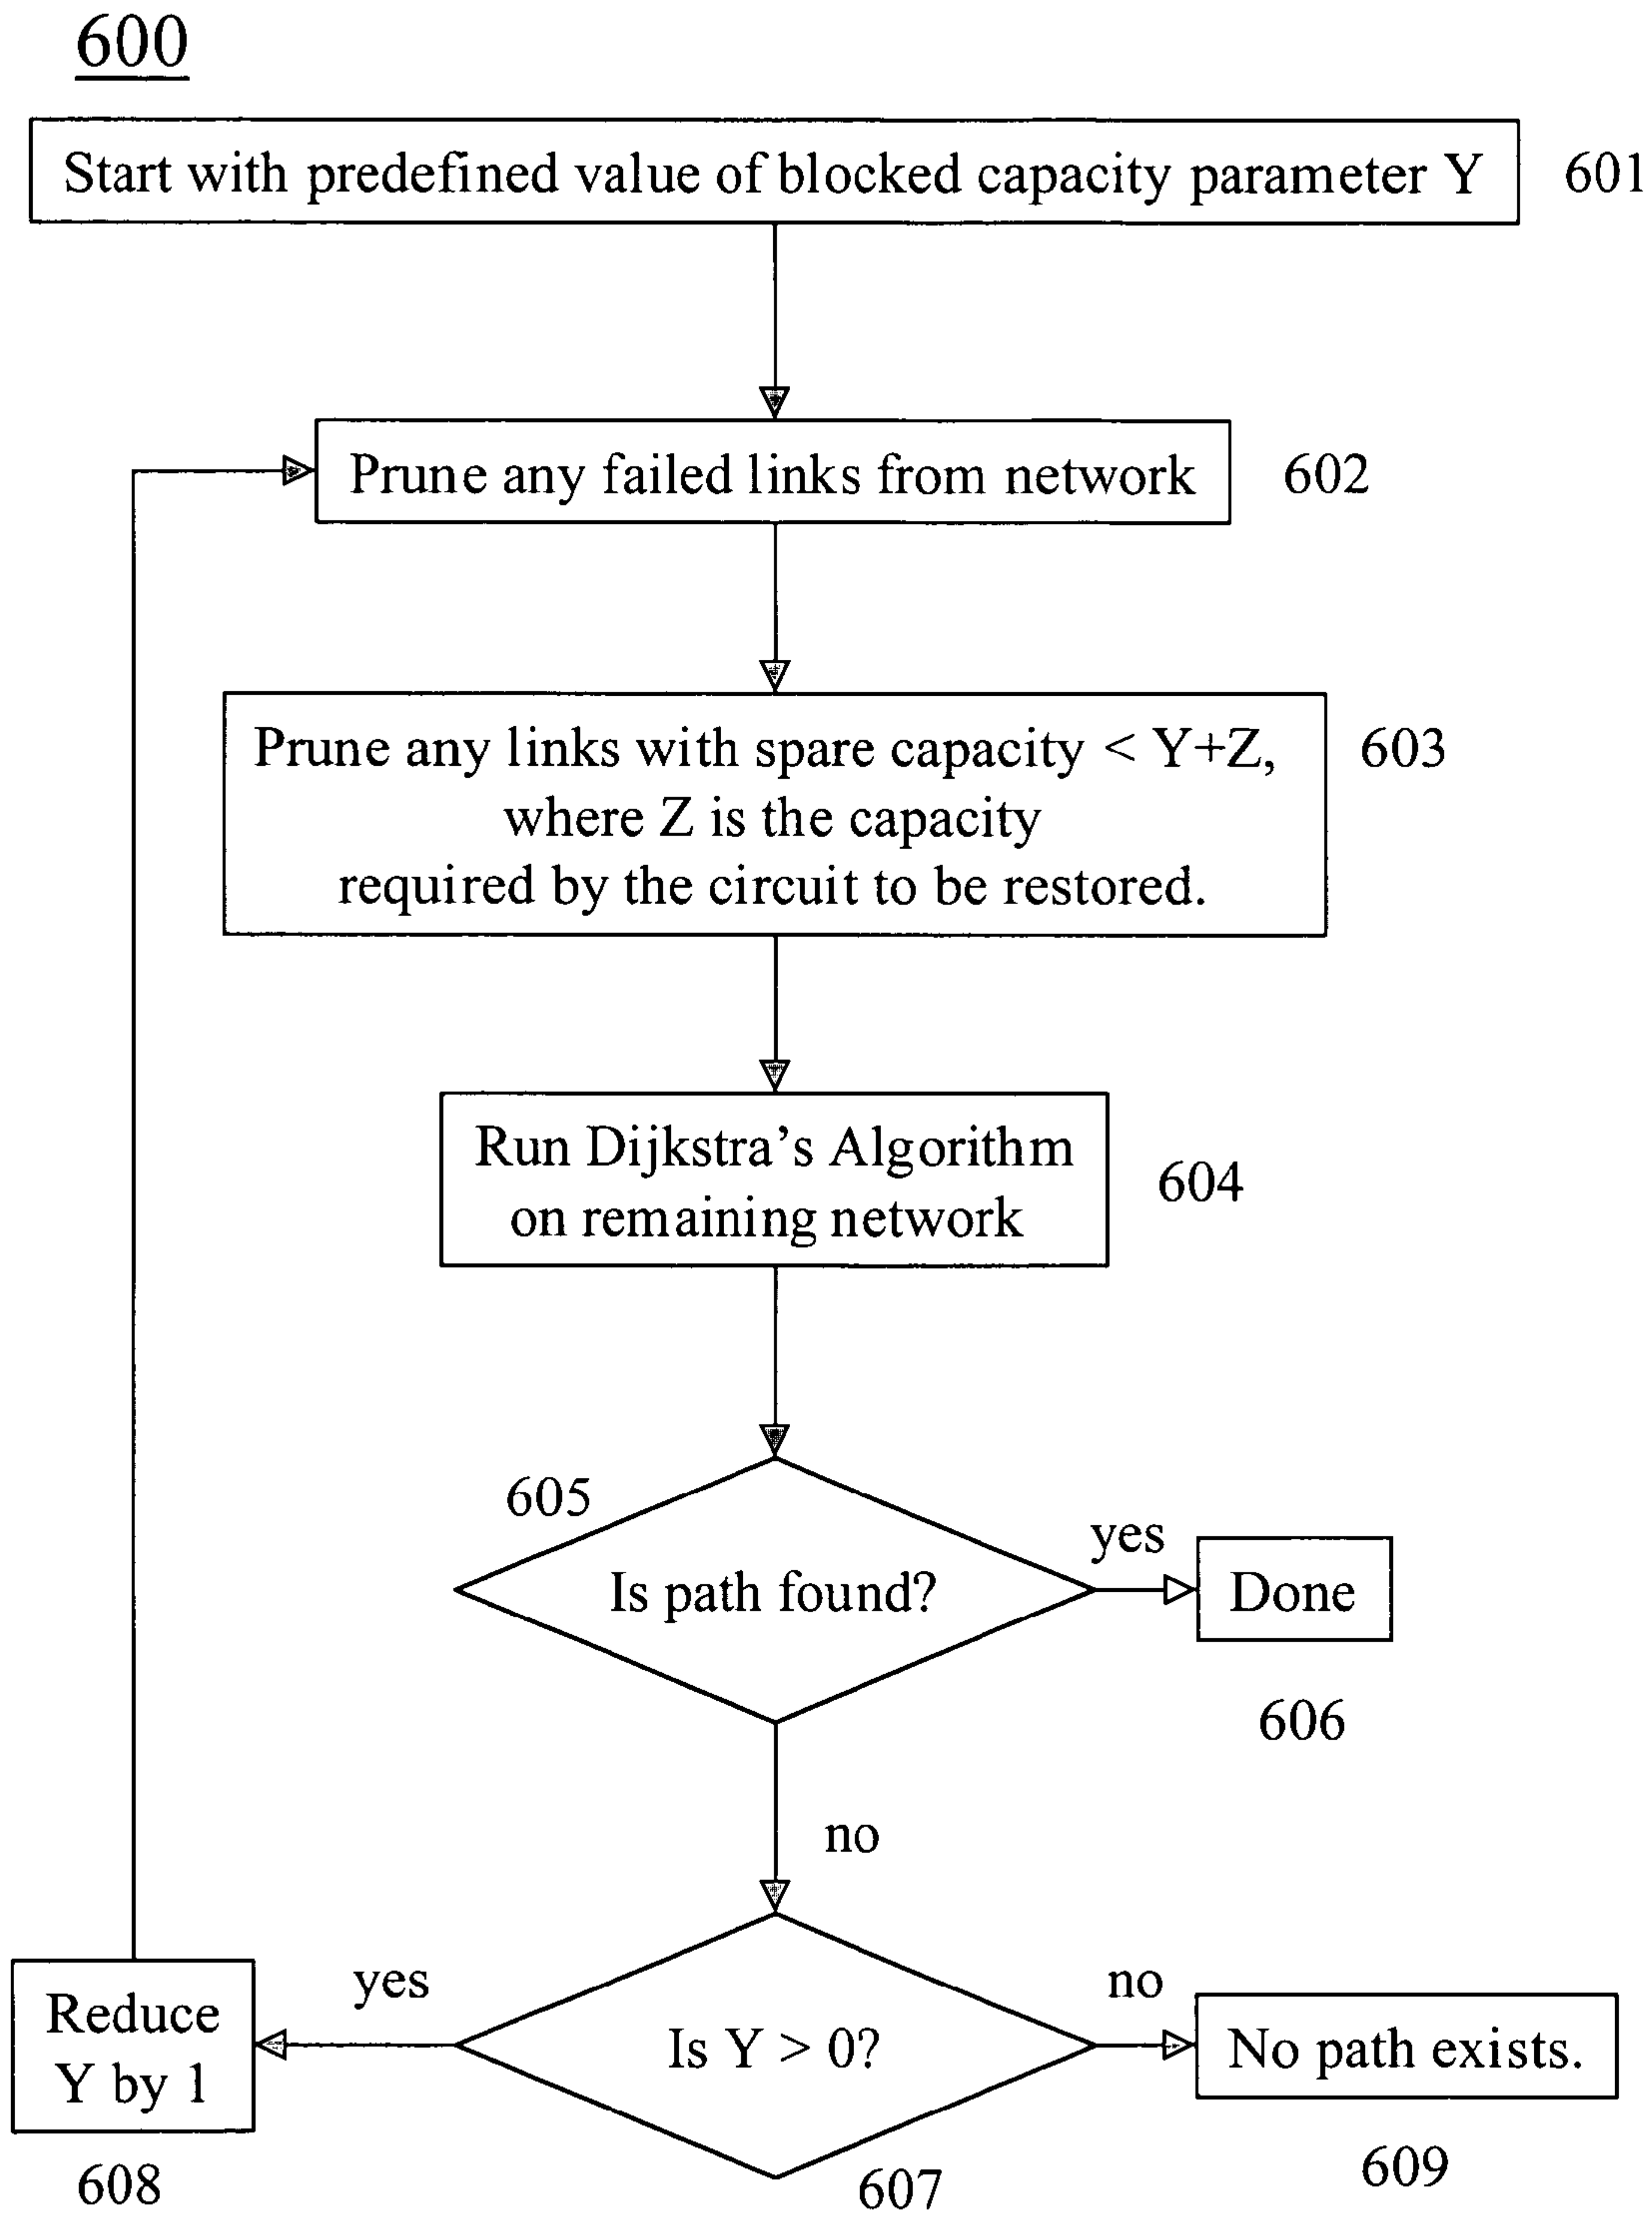 600
Start with predefined value of blocked capacity parameter Y
601
Prune any failed links from network
602
Prune any links with spare capacity < Y+Z,
where Z is the capacity
required by the circuit to be restored.
603
Run Dijkstra's Algorithm
on remaining network
604
605
Is path found?
yes
Done
606
no
Is Y > 0?
607
yes
Reduce
Y by 1
608
no
No path exists.
609